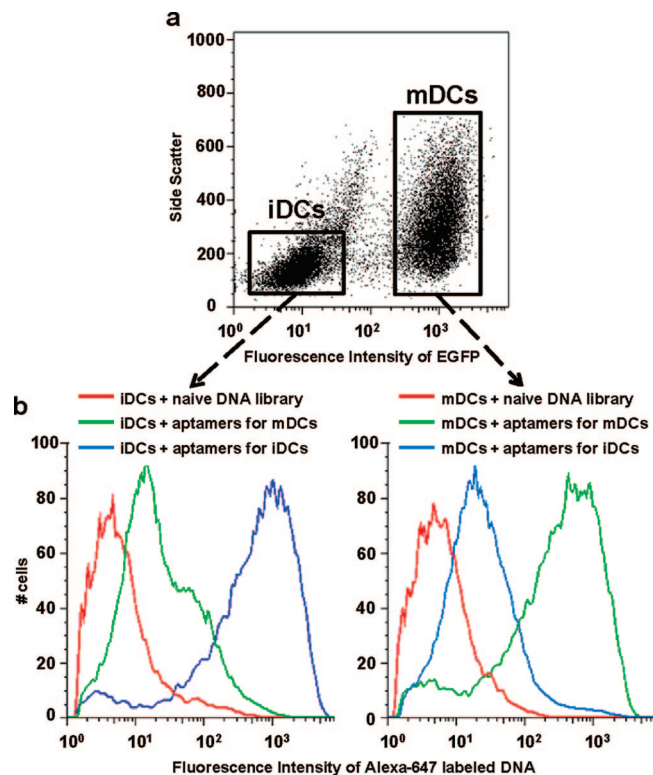 a
1000
800
600
400
200
0
Side Scatter
iDCs
mDCs
10⁰ 10¹ 10² 10³
Fluorescence Intensity of EGFP
b
iDCs + naive DNA library
iDCs + aptamers for mDCs
iDCs + aptamers for iDCs
mDCs + naive DNA library
mDCs + aptamers for mDCs
mDCs + aptamers for iDCs
100
80
60
40
20
0
# cells
10⁰ 10¹ 10² 10³
100
80
60
40
20
0
10⁰ 10¹ 10² 10³
Fluorescence Intensity of Alexa-647 labeled DNA